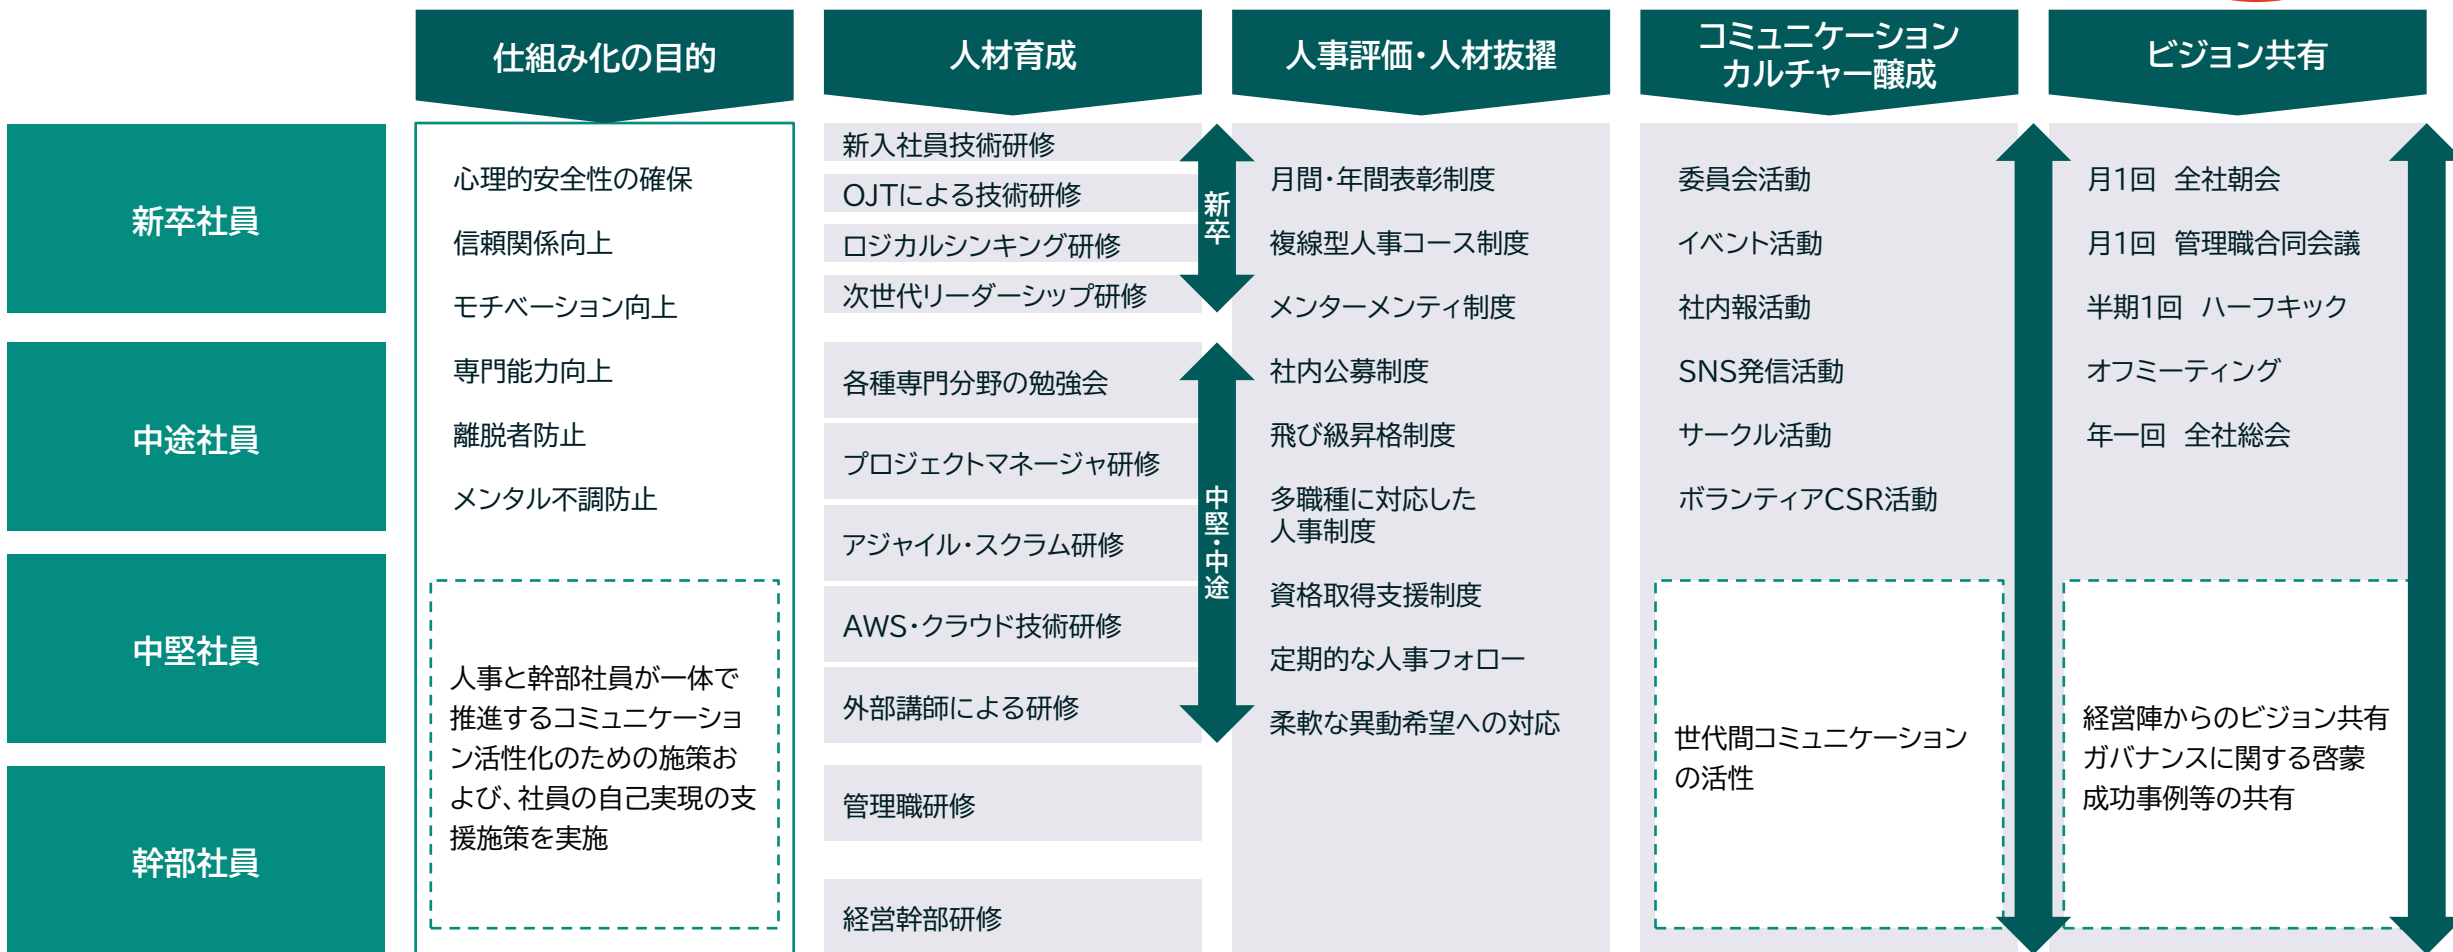 仕組み化の目的
人材育成
人事評価・人材抜擢
コミュニケーション
カルチャー醸成
ビジョン共有
新卒社員
中途社員
中堅社員
幹部社員
心理的安全性の確保
信頼関係向上
モチベーション向上
専門能力向上
離脱者防止
メンタル不調防止
人事と幹部社員が一体で
推進するコミュニケーショ
ン活性化のための施策お
よび、社員の自己実現の支
援施策を実施
新入社員技術研修
OJTによる技術研修
ロジカルシンキング研修
次世代リーダーシップ研修
新卒
各種専門分野の勉強会
プロジェクトマネージャ研修
アジャイル・スクラム研修
AWS・クラウド技術研修
外部講師による研修
中堅・中途
管理職研修
経営幹部研修
月間・年間表彰制度
複線型人事コース制度
メンターメンティ制度
社内公募制度
飛び級昇格制度
多職種に対応した
人事制度
資格取得支援制度
定期的な人事フォロー
柔軟な異動希望への対応
委員会活動
イベント活動
社内報活動
SNS発信活動
サークル活動
ボランティアCSR活動
世代間コミュニケーション
の活性
月1回 全社朝会
月1回 管理職合同会議
半期1回 ハーフキック
オフミーティング
年一回 全社総会
経営陣からのビジョン共有
ガバナンスに関する啓蒙
成功事例等の共有